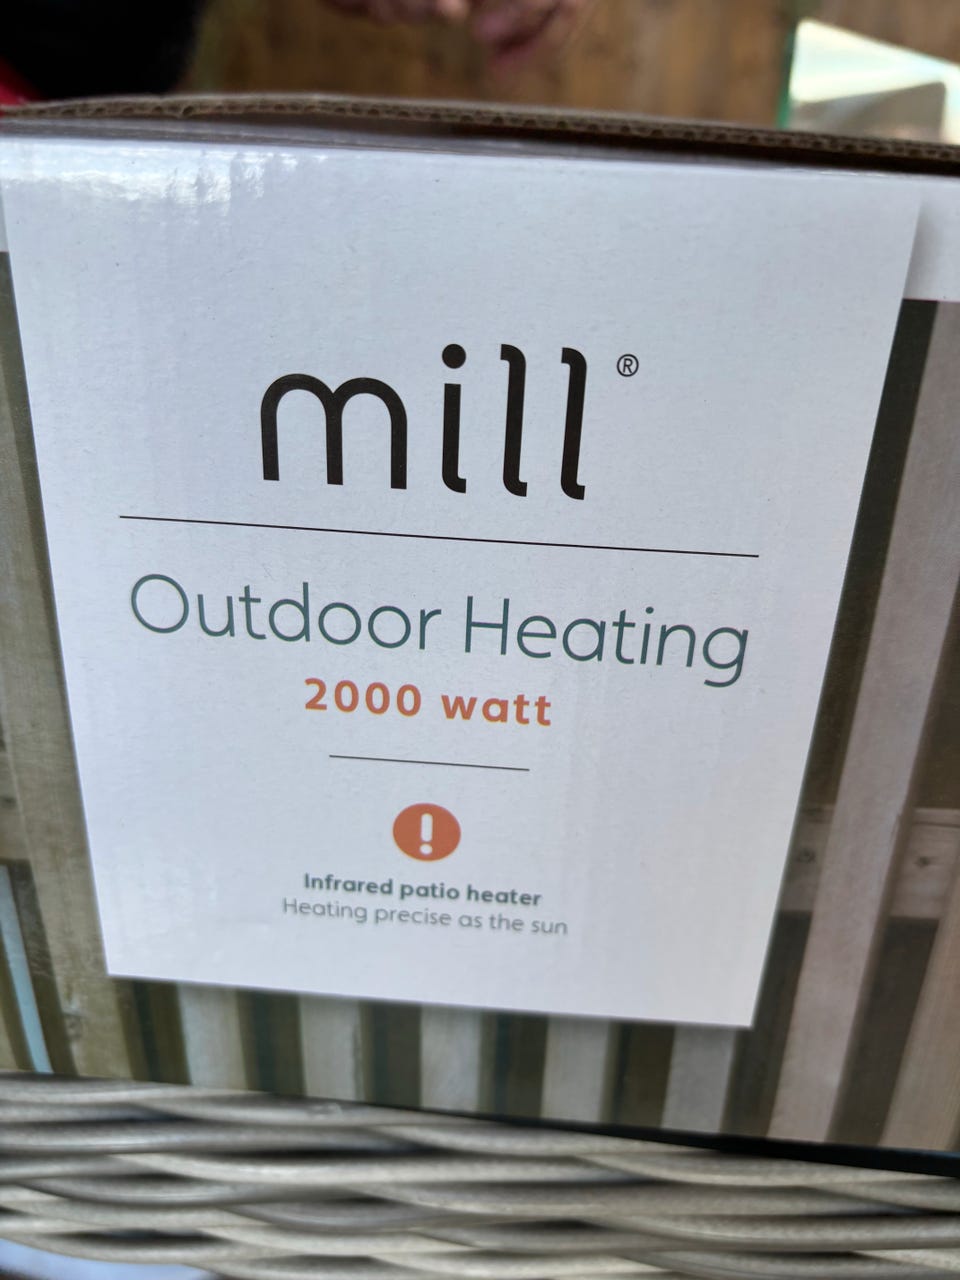 mill®
Outdoor Heating
2000 watt
!
Infrared patio heater
Heating precise as the sun